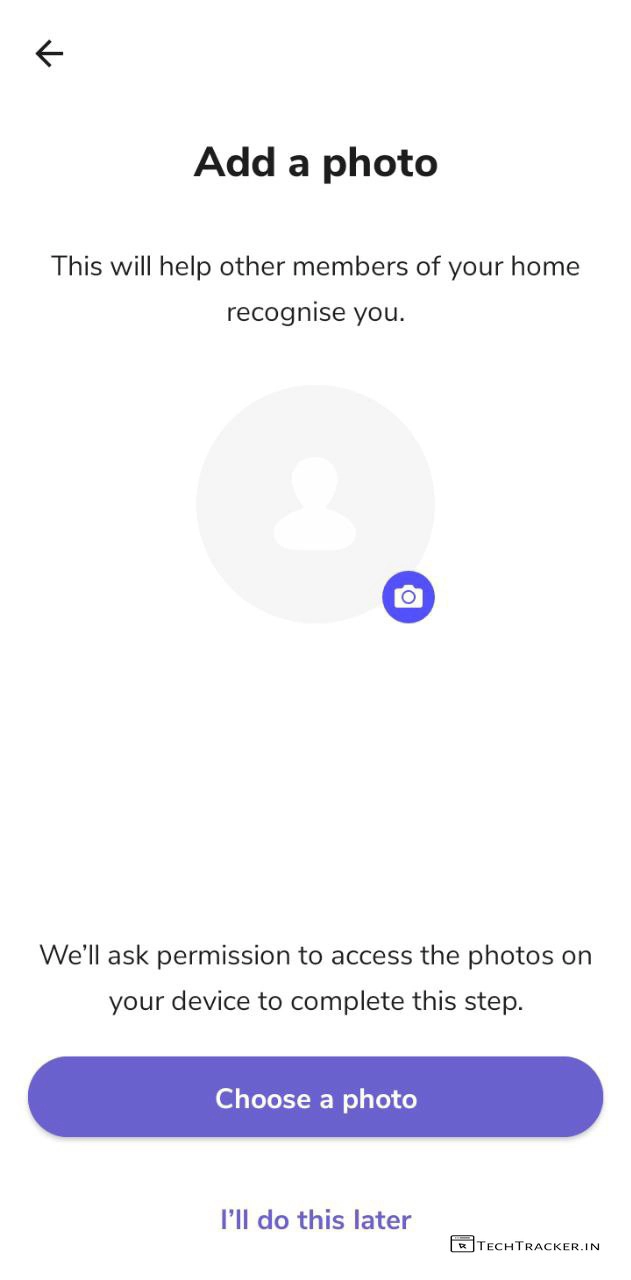 Add a photo
This will help other members of your home
recognise you.
We’ll ask permission to access the photos on
your device to complete this step.
Choose a photo
I’ll do this later
TECHTRACKER.IN